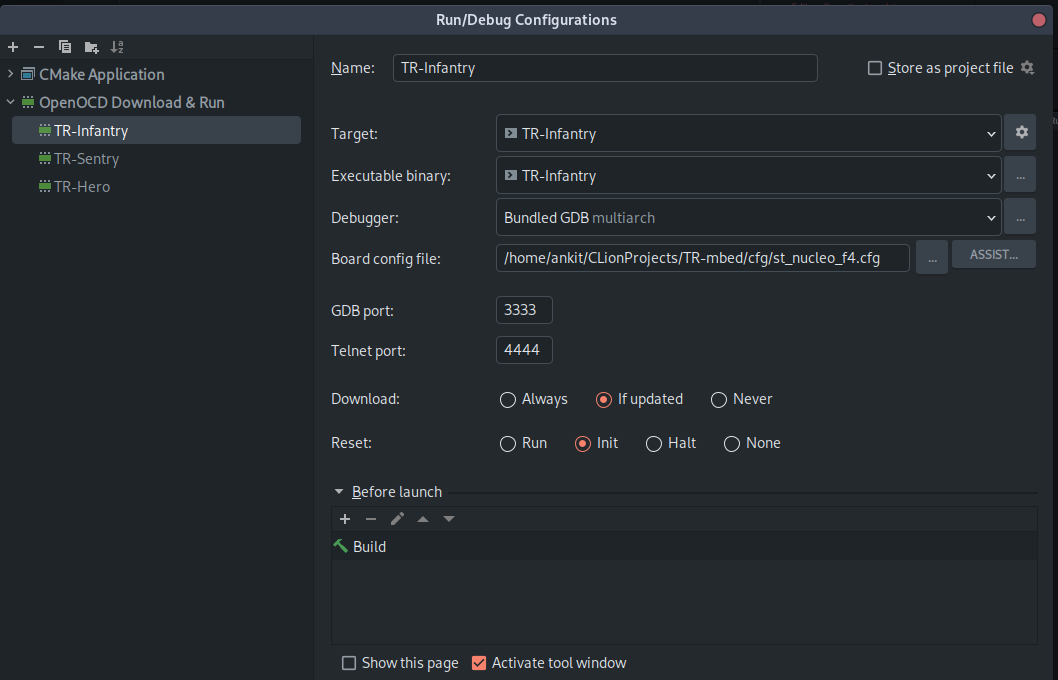 Run/Debug Configurations
CMake Application
OpenOCD Download & Run
TR-Infantry
TR-Sentry
TR-Hero
Name: TR-Infantry Store as project file
Target: TR-Infantry
Executable binary: TR-Infantry ...
Debugger: Bundled GDB multiarch ...
Board config file: /home/ankit/CLionProjects/TR-mbed/cfg/st_nucleo_f4.cfg ... ASSIST...
GDB port: 3333
Telnet port: 4444
Download: Always If updated Never
Reset: Run Init Halt None
Before launch
Build
Show this page Activate tool window